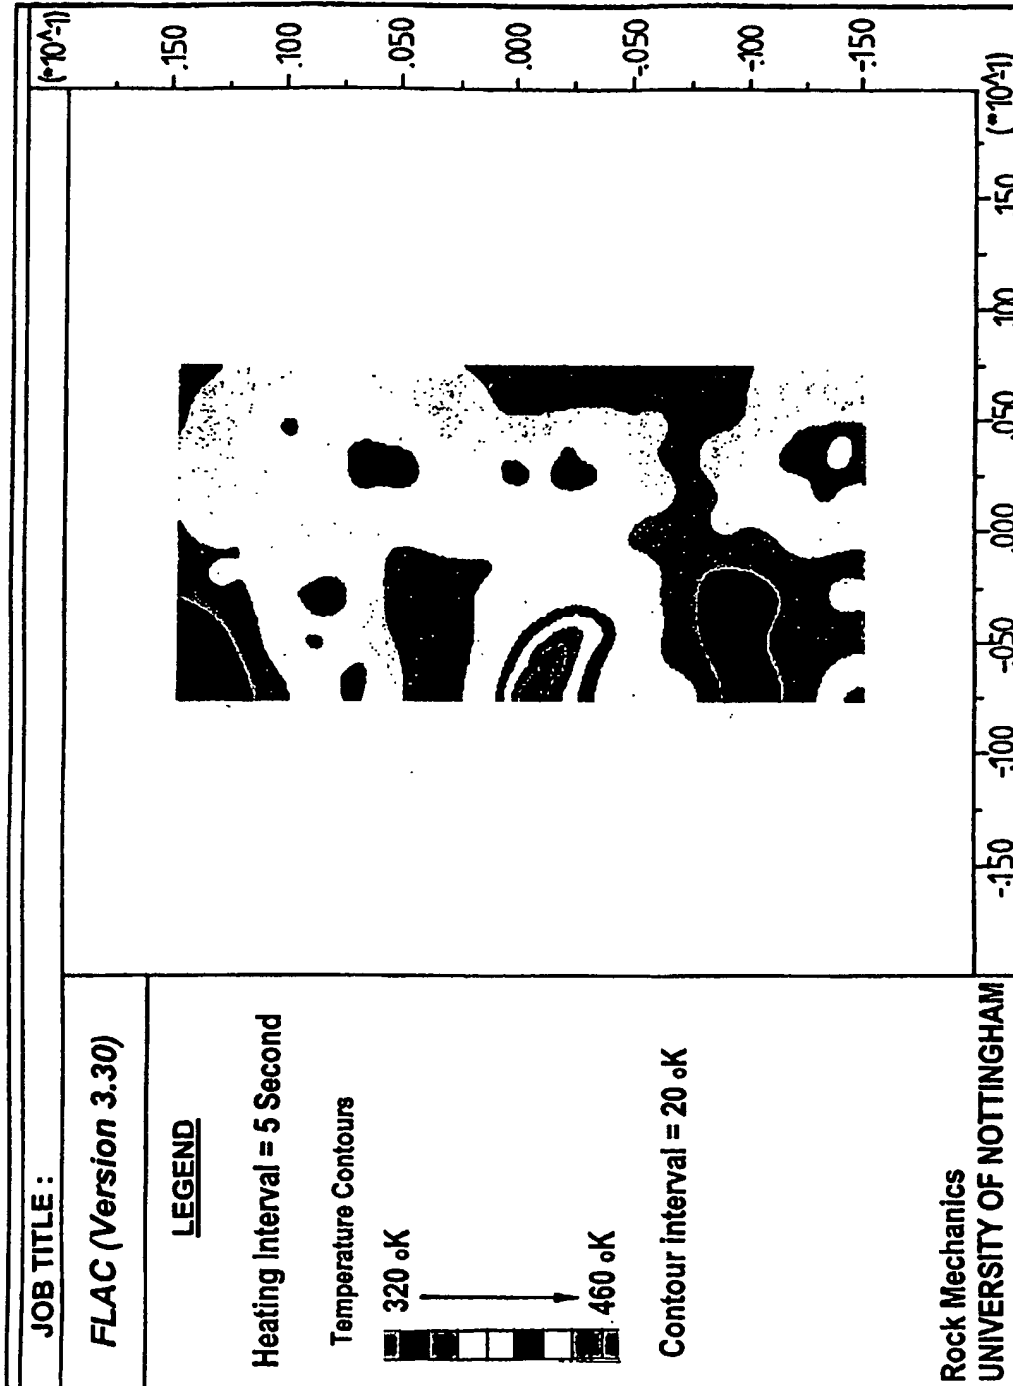 JOB TITLE :
FLAC (Version 3.30)
LEGEND
Heating Interval = 5 Second
Temperature Contours
320 oK
460 oK
Contour interval = 20 oK
Rock Mechanics
UNIVERSITY OF NOTTINGHAM
(*10^-1)
.150
.100
.050
.000
-.050
-.100
-.150
-.150
-.100
-.050
.000
.050
.100
.150
(*10^-1)